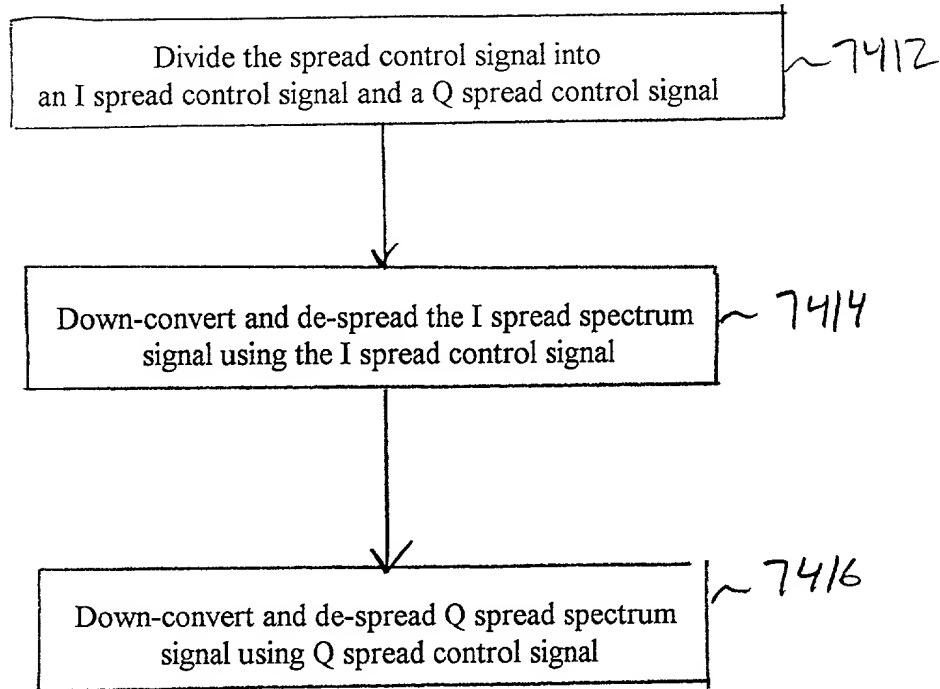 Divide the spread control signal into
an I spread control signal and a Q spread control signal
7412
Down-convert and de-spread the I spread spectrum
signal using the I spread control signal
7414
Down-convert and de-spread Q spread spectrum
signal using Q spread control signal
7416